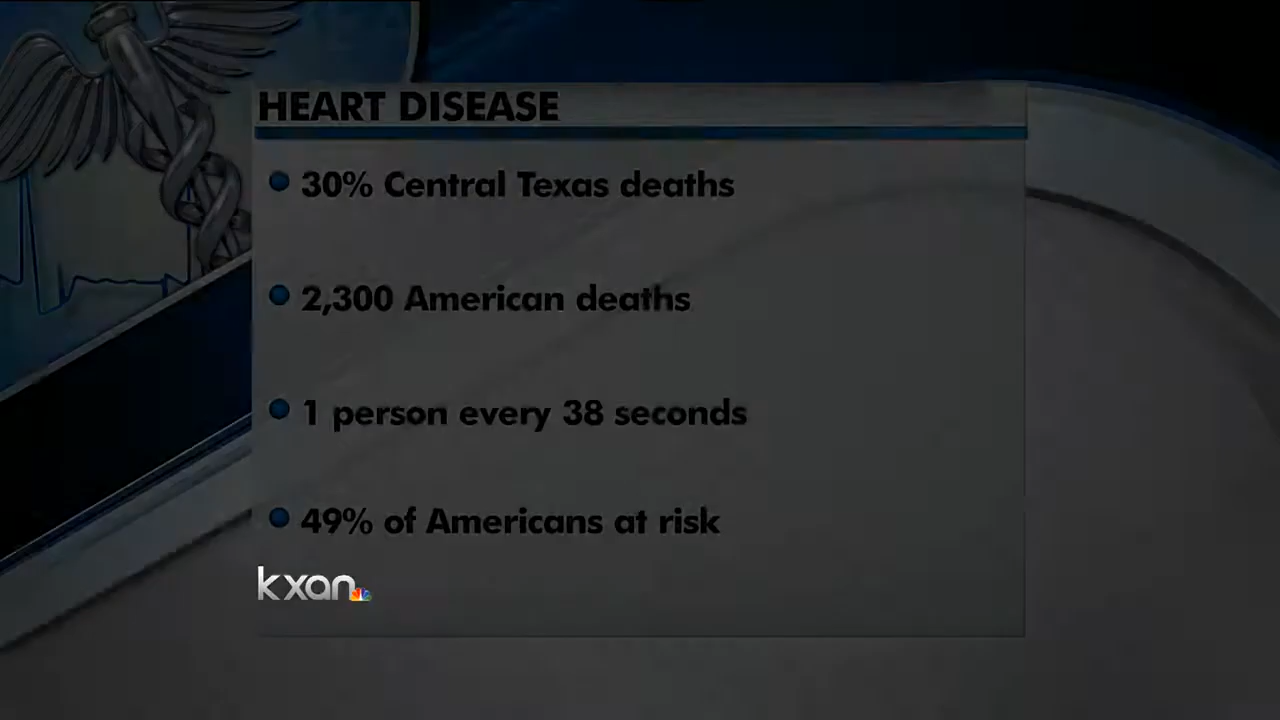 HEART DISEASE
30% Central Texas deaths
2,300 American deaths
1 person every 38 seconds
49% of Americans at risk
kxan